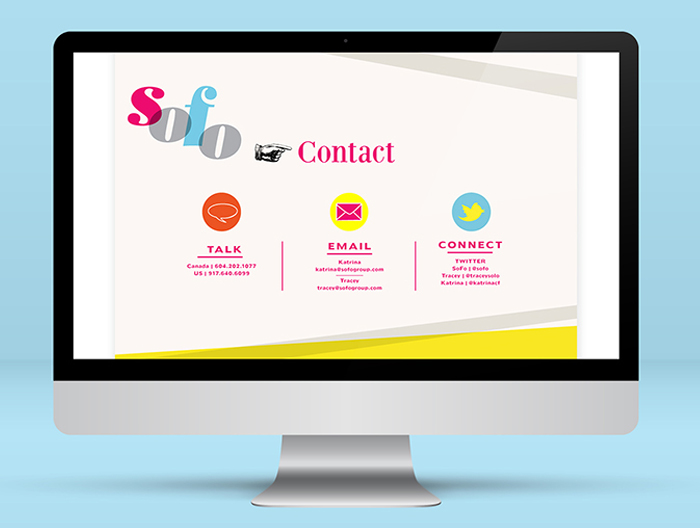 Sofo
Contact
TALK
Canada | 604.302.1077
US | 917.640.6099
EMAIL
Katrina
katrina@sofogroup.com
Tracey
tracey@sofogroup.com
CONNECT
TWITTER
SoFo | @sofo
Tracey | @traceysolo
Katrina | @katrinacf